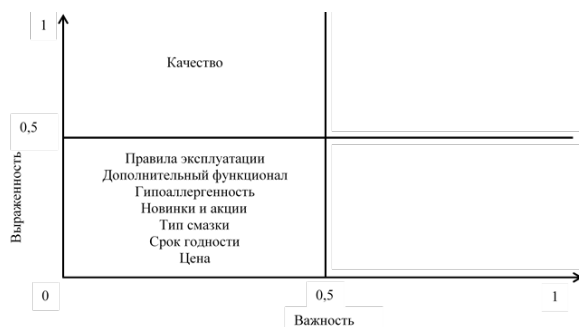 1
Качество
0,5
Выраженность
Правила эксплуатации
Дополнительный функционал
Гипоаллергенность
Новинки и акции
Тип смазки
Срок годности
Цена
0
0,5
1
Важность